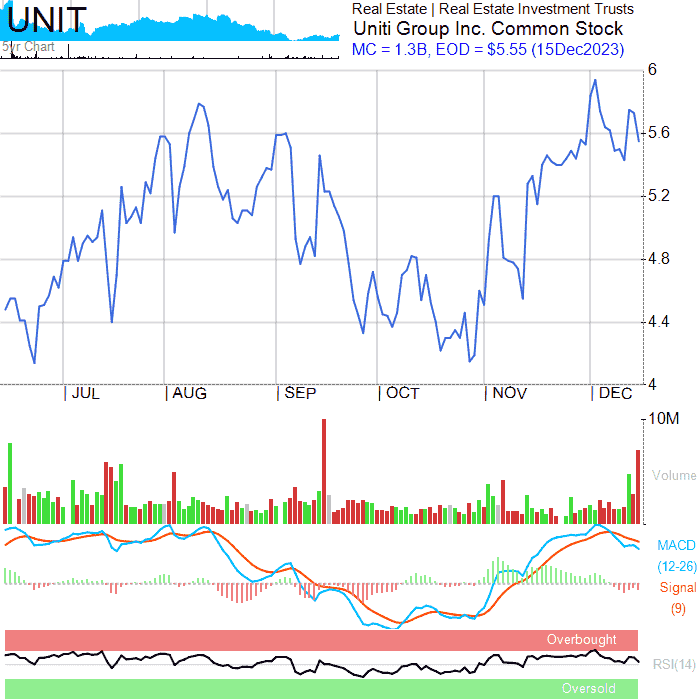 UNIT
5yr Chart
Real Estate | Real Estate Investment Trusts
Uniti Group Inc. Common Stock
MC = 1.3B, EOD = $5.55 (15Dec2023)
6
5.6
5.2
4.8
4.4
4
JUL AUG SEP OCT NOV DEC
10M
Volume
MACD
(12-26)
Signal
(9)
Overbought
RSI(14)
Oversold